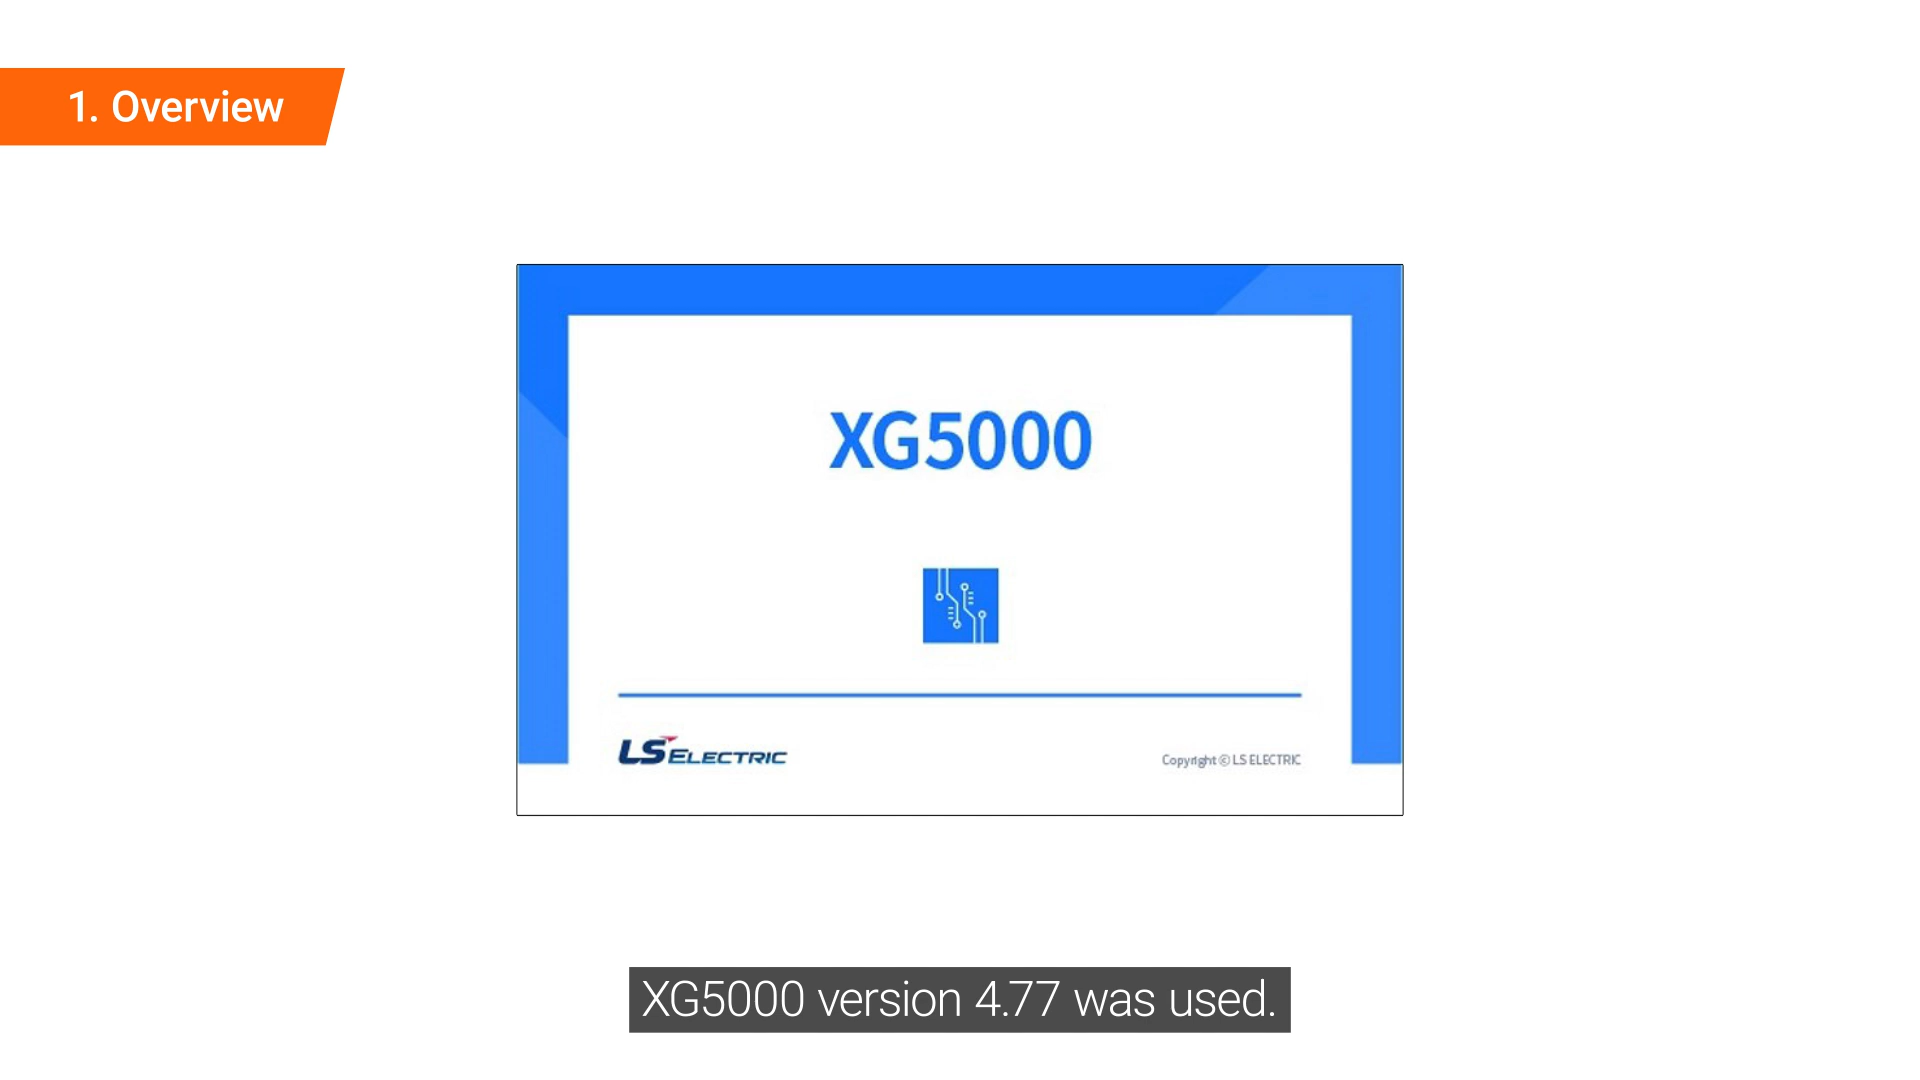 1. Overview
XG5000
LS ELECTRIC
Copyright © LS ELECTRIC
XG5000 version 4.77 was used.